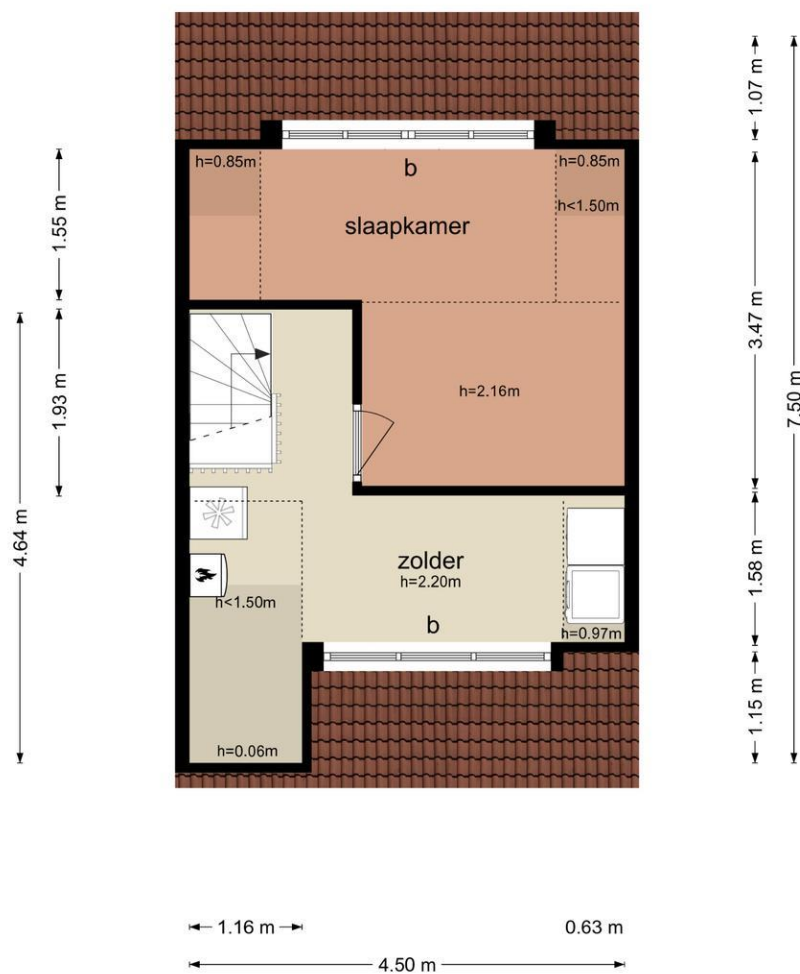 1.07 m
h=0.85m
h=0.85m
b
h<1.50m
slaapkamer
1.55 m
3.47 m
h=2.16m
7.50 m
1.93 m
4.64 m
zolder
h=2.20m
1.58 m
h<1.50m
b
h=0.97m
1.15 m
h=0.06m
1.16 m
0.63 m
4.50 m